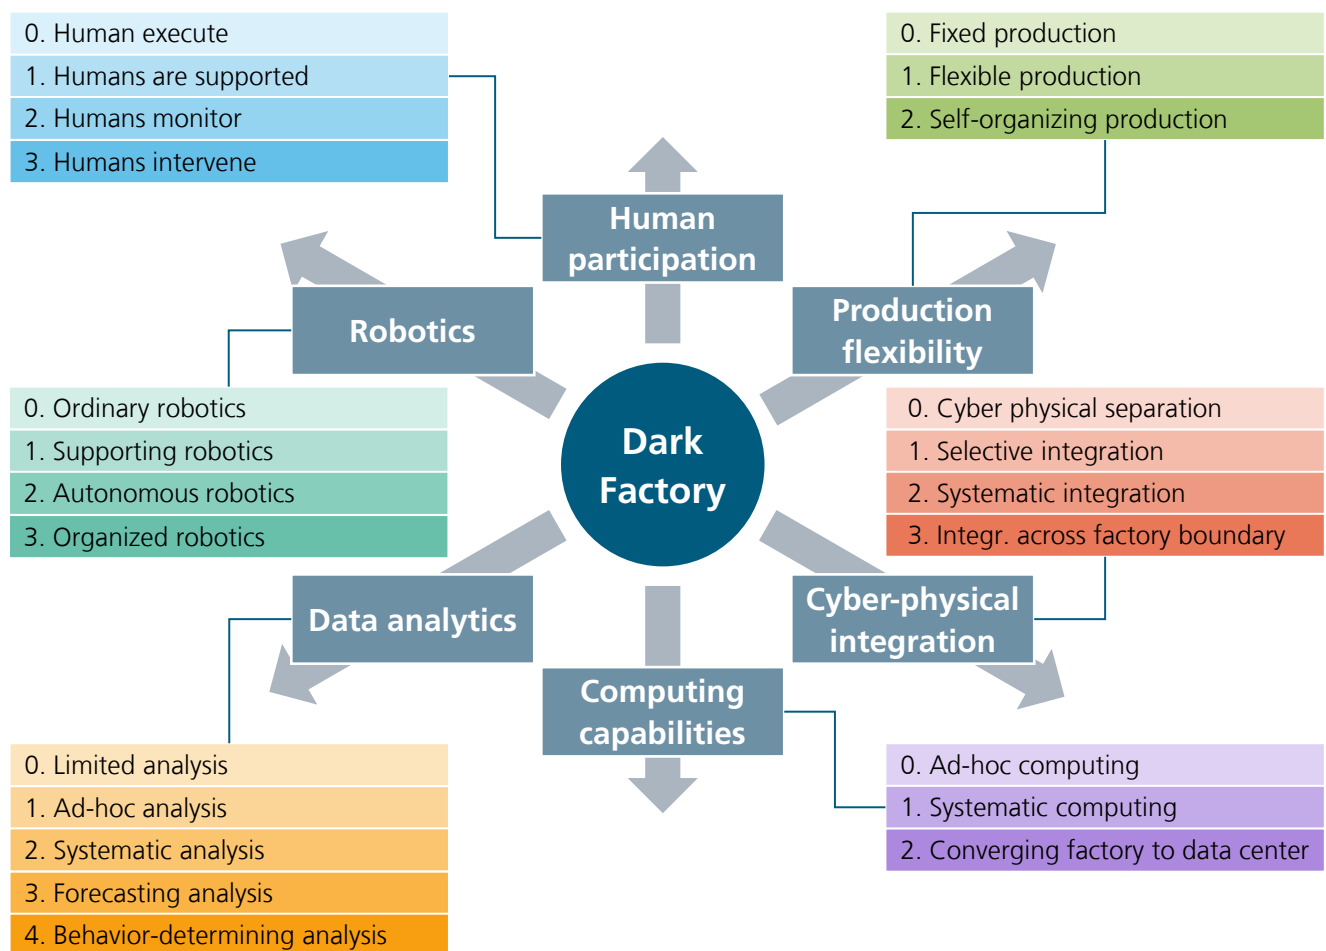 0. Human execute
1. Humans are supported
2. Humans monitor
3. Humans intervene
0. Fixed production
1. Flexible production
2. Self-organizing production
Human
participation
Robotics
Production
flexibility
0. Ordinary robotics
1. Supporting robotics
2. Autonomous robotics
3. Organized robotics
Dark
Factory
0. Cyber physical separation
1. Selective integration
2. Systematic integration
3. Integr. across factory boundary
Data analytics
Cyber-physical
integration
Computing
capabilities
0. Limited analysis
1. Ad-hoc analysis
2. Systematic analysis
3. Forecasting analysis
4. Behavior-determining analysis
0. Ad-hoc computing
1. Systematic computing
2. Converging factory to data center